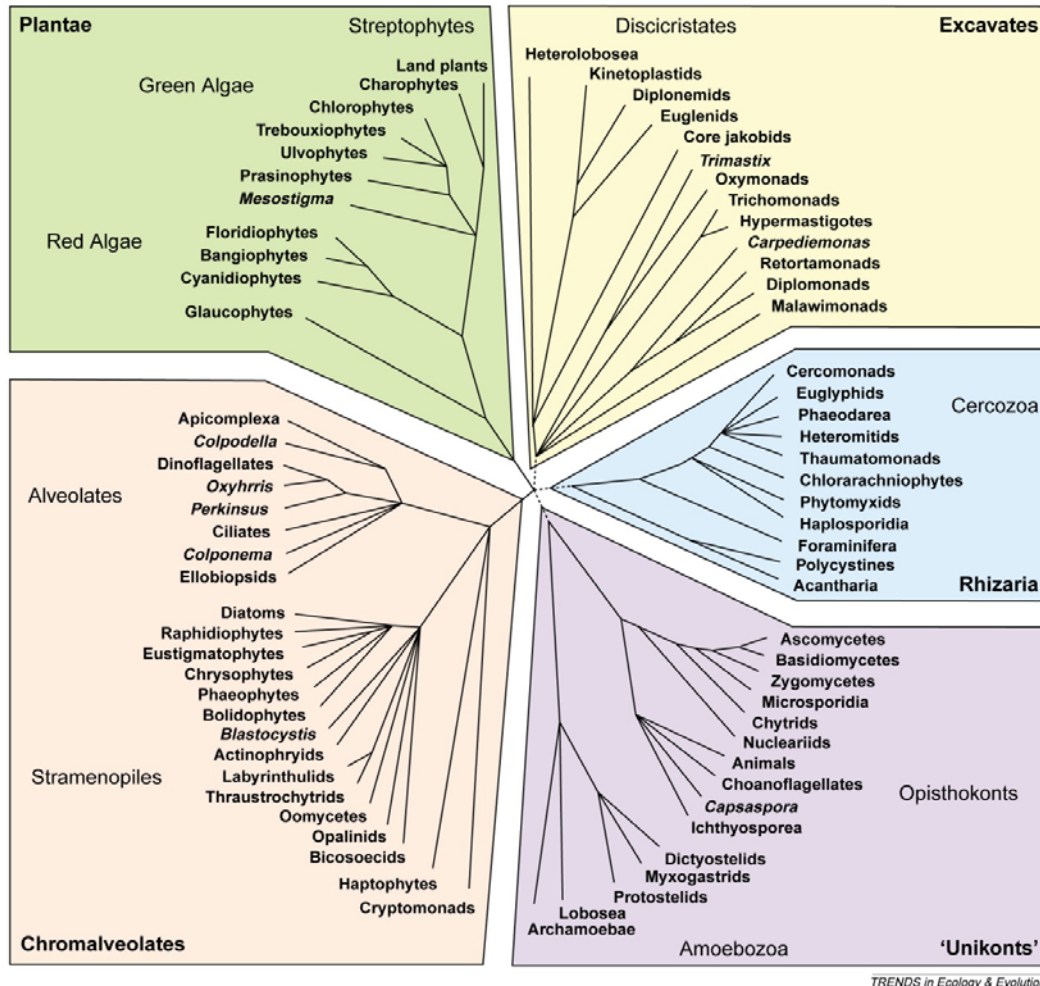 Plantae
Streptophytes
Land plants
Charophytes
Green Algae
Chlorophytes
Trebouxiophytes
Ulvophytes
Prasinophytes
Mesostigma
Red Algae
Floridiophytes
Bangiophytes
Cyanidiophytes
Glaucophytes
Discicristates
Excavates
Heterolobosea
Kinetoplastids
Diplonemids
Euglenids
Core jakobids
Trimastix
Oxymonads
Trichomonads
Hypermastigotes
Carpediemonas
Retortamonads
Diplomonads
Malawimonads
Cercomonads
Euglyphids
Cercozoa
Phaeodarea
Heteromitids
Thaumatomonads
Chlorarachniophytes
Phytomyxids
Haplosporidia
Foraminifera
Polycystines
Acantharia
Rhizaria
Apicomplexa
Colpodella
Dinoflagellates
Alveolates
Oxyhrris
Perkinsus
Ciliates
Colponema
Ellobiopsids
Diatoms
Raphidiophytes
Eustigmatophytes
Chrysophytes
Phaeophytes
Bolidophytes
Blastocystis
Actinophryids
Stramenopiles
Labyrinthulids
Thraustrochytrids
Oomycetes
Opalinids
Bicosoecids
Haptophytes
Cryptomonads
Chromalveolates
Ascomycetes
Basidiomycetes
Zygomycetes
Microsporidia
Chytrids
Nucleariids
Animals
Choanoflagellates
Opisthokonts
Capsaspora
Ichthyosporea
Dictyostelids
Myxogastrids
Protostelids
Lobosea
Archamoebae
Amoebozoa
'Unikonts'
TRENDS in Ecology & Evolution